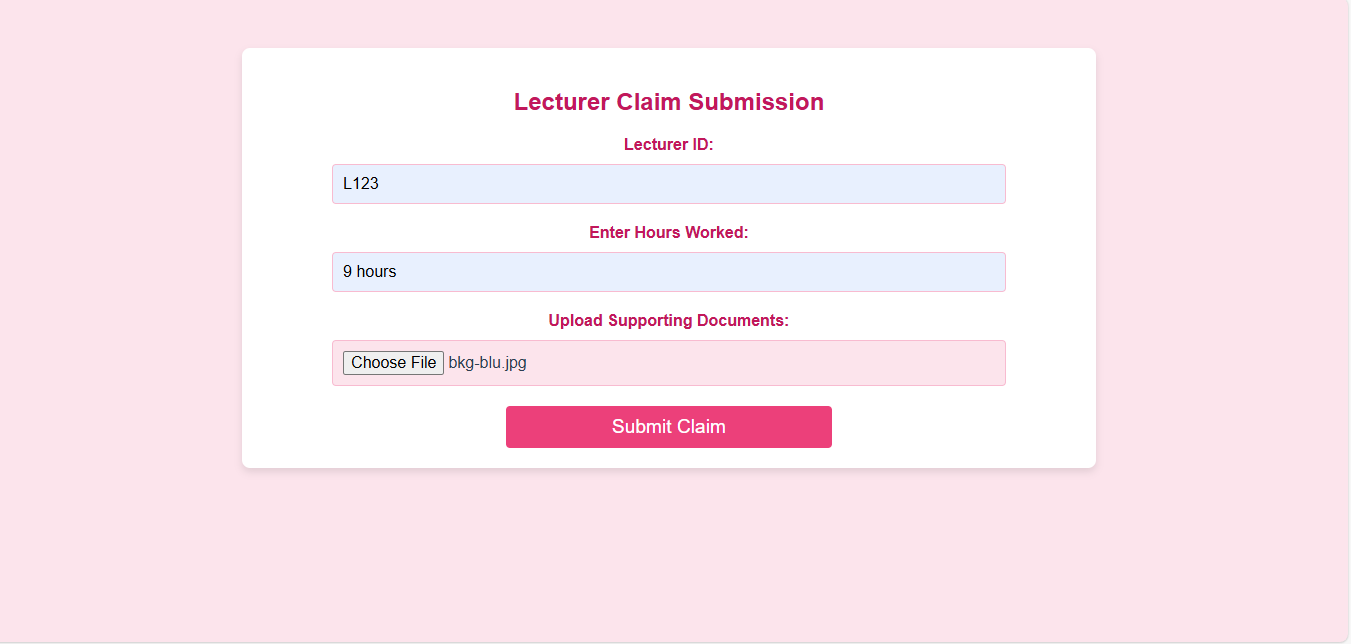 Lecturer Claim Submission
Lecturer ID:
L123
Enter Hours Worked:
9 hours
Upload Supporting Documents:
Choose File bkg-blu.jpg
Submit Claim